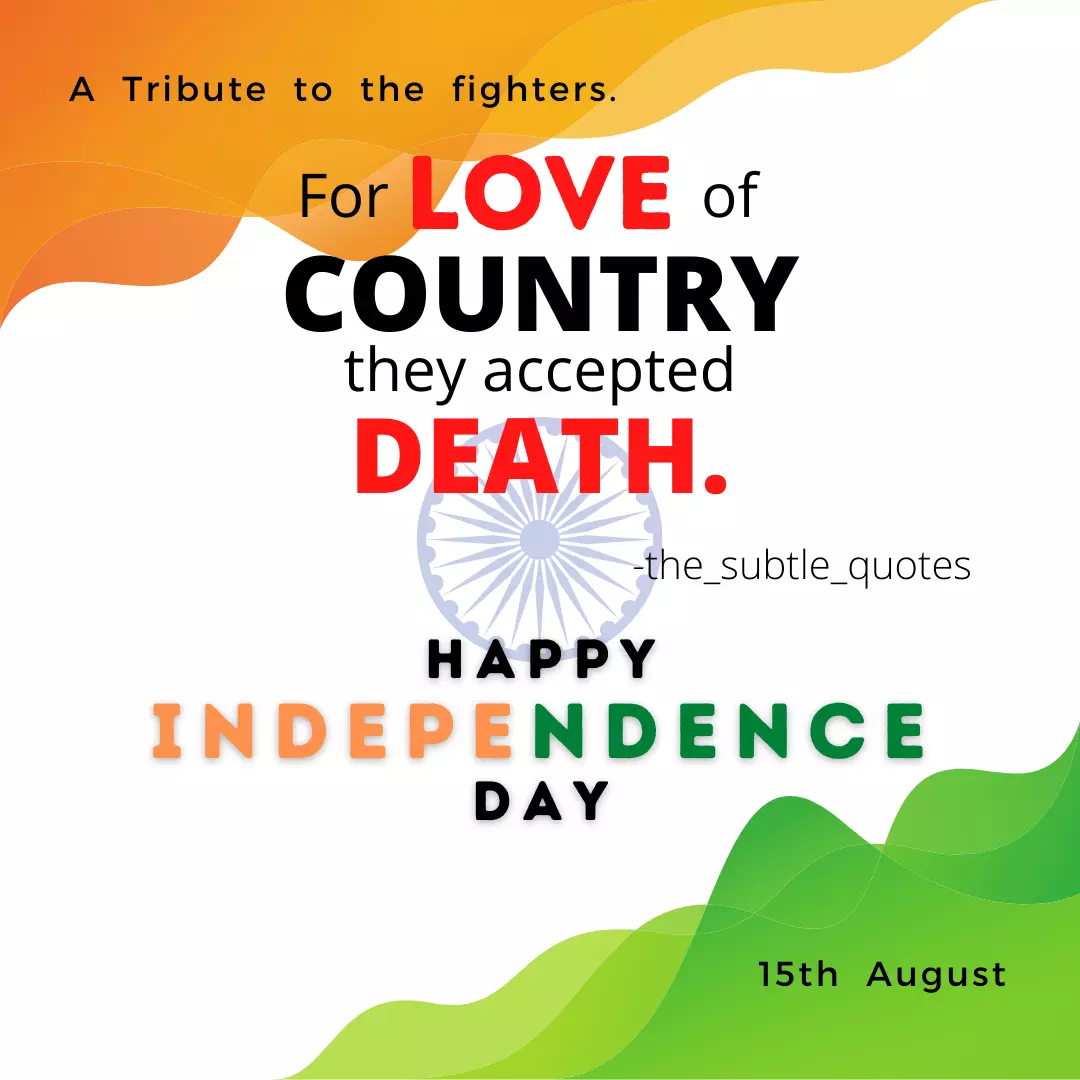 A Tribute to the fighters.
For LOVE of
COUNTRY
they accepted
DEATH.
-the_subtle_quotes
HAPPY
INDEPENDENCE
DAY
15th August